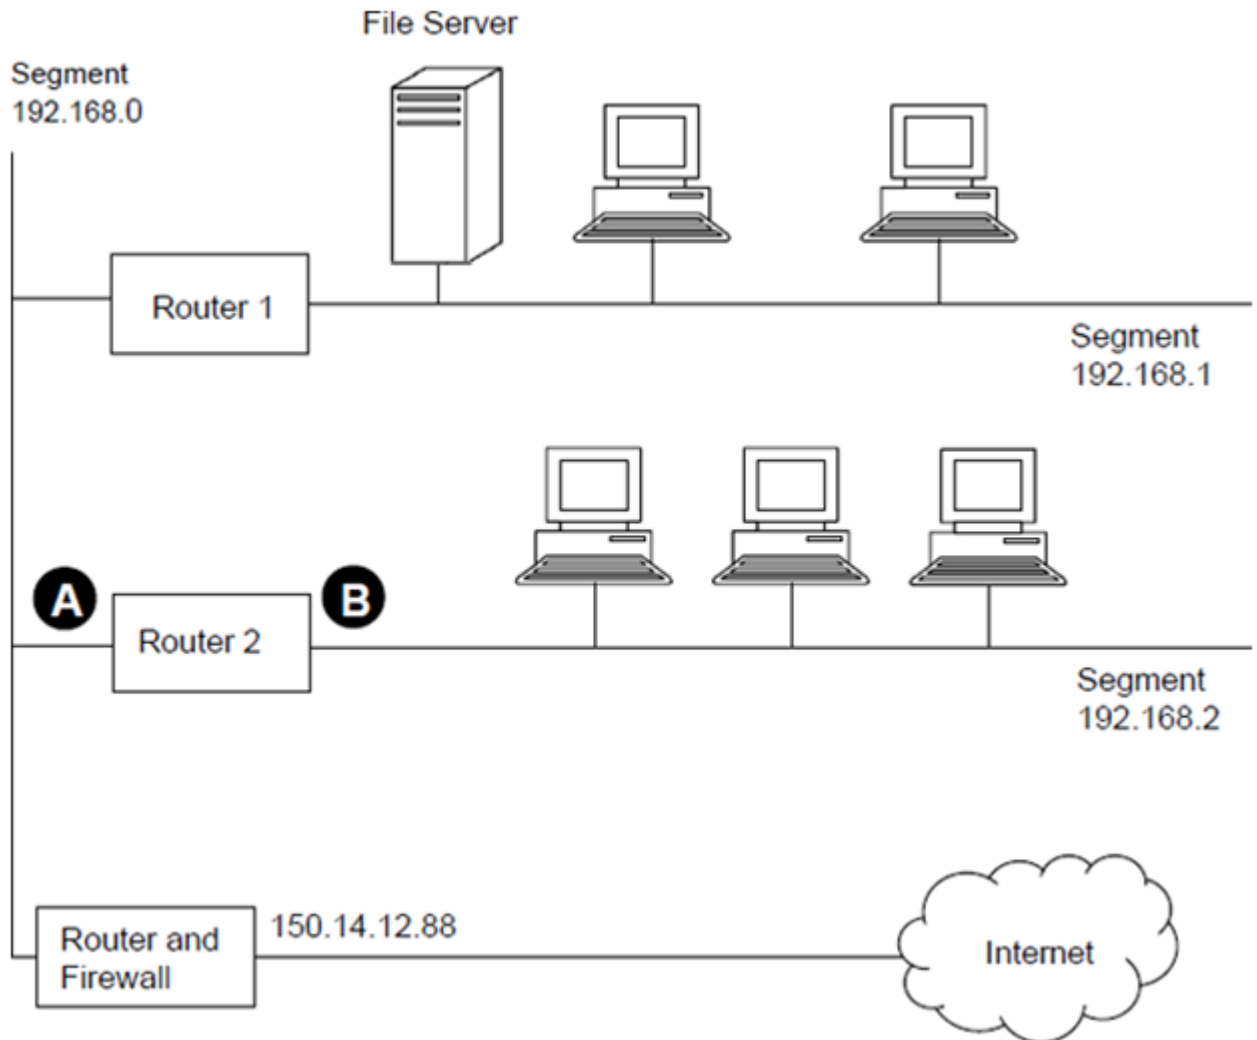 File Server
Segment
192.168.0
Router 1
Segment
192.168.1
A
B
Router 2
Segment
192.168.2
150.14.12.88
Router and
Firewall
Internet